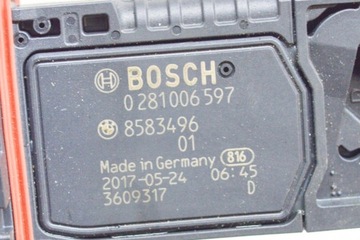 BOSCH
0 281 006 597
8583496
01
Made in Germany 816
2017-05-24 06:45
3609317 D